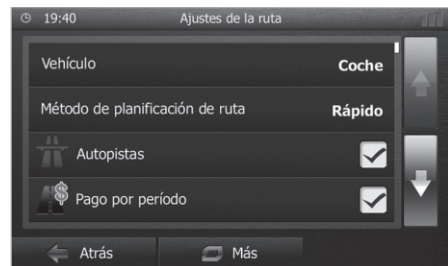 19:40 Ajustes de la ruta
Vehículo Coche
Método de planificación de ruta Rápido
Autopistas
$ Pago por período
Atrás Más